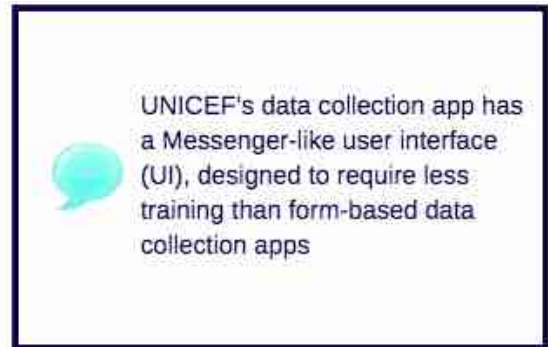 UNICEF's data collection app has
a Messenger-like user interface
(UI), designed to require less
training than form-based data
collection apps